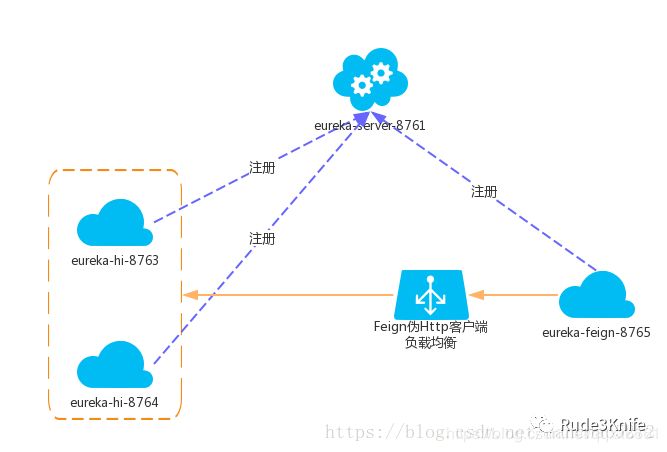 eureka-server-8761
注册
注册
注册
eureka-hi-8763
Feign伪Http客户端
负载均衡
eureka-feign-8765
eureka-hi-8764
Rude3Knife
https://blog.csdn.net